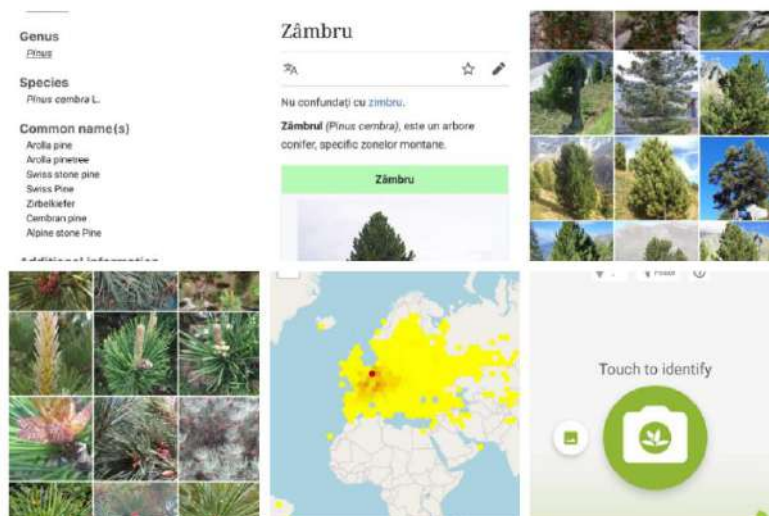 Genus
Pinus
Species
Pinus cembra L.
Common name(s)
Arolla pine
Arolla pinetree
Swiss stone pine
Swiss Pine
Zirbelkiefer
Cembran pine
Alpine stone Pine
Additional information
Zâmbru
Nu confundați cu zimbru.
Zâmbrul (Pinus cembra), este un arbore
conifer, specific zonelor montane.
Zâmbru
Touch to identify